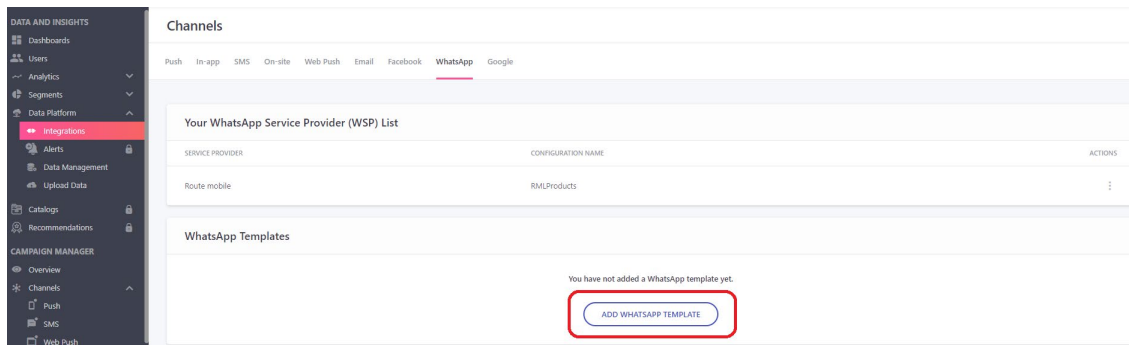 DATA AND INSIGHTS
Dashboards
Users
Analytics
Segments
Data Platform
Integrations
Alerts
Data Management
Upload Data
Catalogs
Recommendations
CAMPAIGN MANAGER
Overview
Channels
Push
SMS
Web Push
Channels
Push In-app SMS On-site Web Push Email Facebook WhatsApp Google
Your WhatsApp Service Provider (WSP) List
SERVICE PROVIDER CONFIGURATION NAME ACTIONS
Route mobile RMLProducts
WhatsApp Templates
You have not added a WhatsApp template yet.
ADD WHATSAPP TEMPLATE